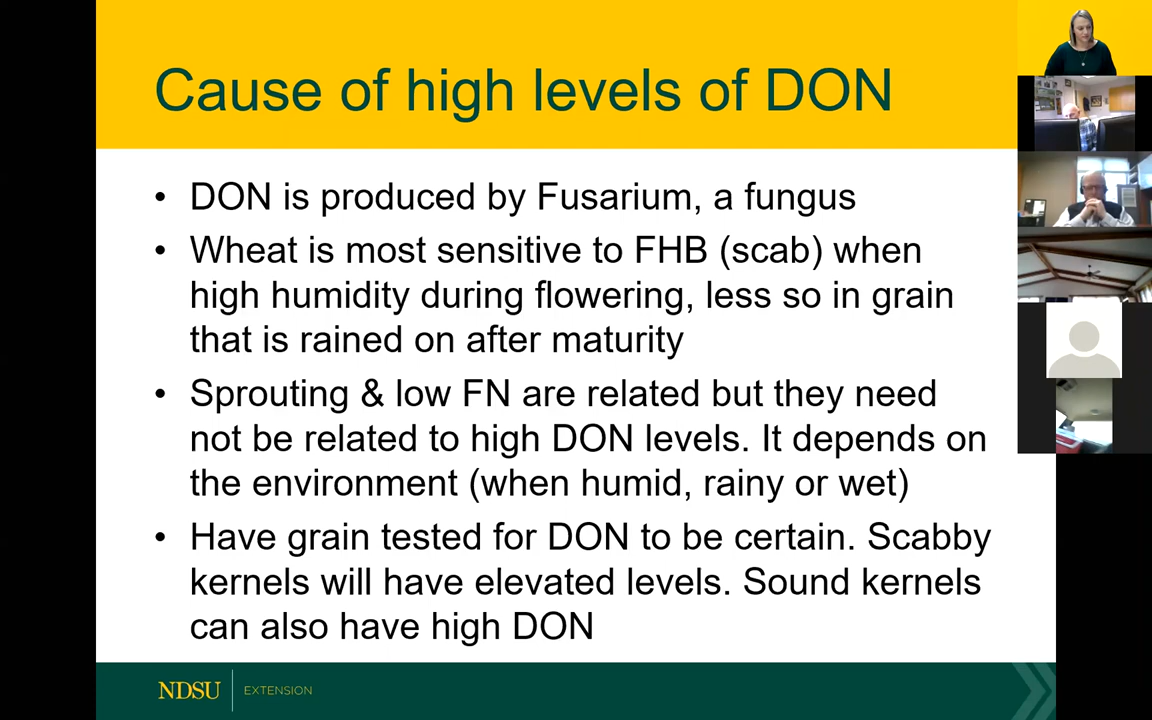 Cause of high levels of DON
• DON is produced by Fusarium, a fungus
• Wheat is most sensitive to FHB (scab) when
high humidity during flowering, less so in grain
that is rained on after maturity
• Sprouting & low FN are related but they need
not be related to high DON levels. It depends on
the environment (when humid, rainy or wet)
• Have grain tested for DON to be certain. Scabby
kernels will have elevated levels. Sound kernels
can also have high DON
NDSU EXTENSION